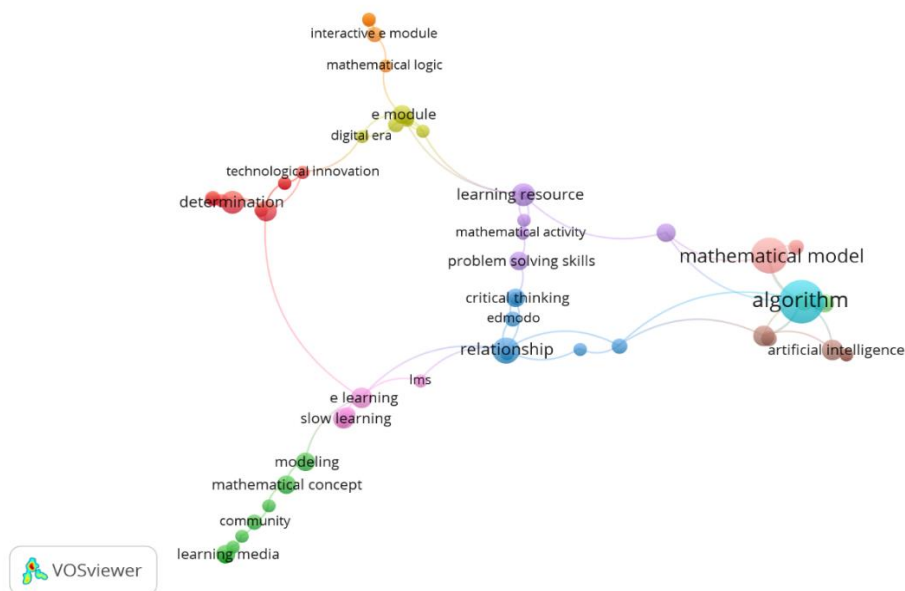 interactive e module
mathematical logic
e module
digital era
technological innovation
determination
learning resource
mathematical activity
problem solving skills
mathematical model
critical thinking
algorithm
edmodo
relationship
artificial intelligence
lms
e learning
slow learning
modeling
mathematical concept
community
learning media
VOSviewer